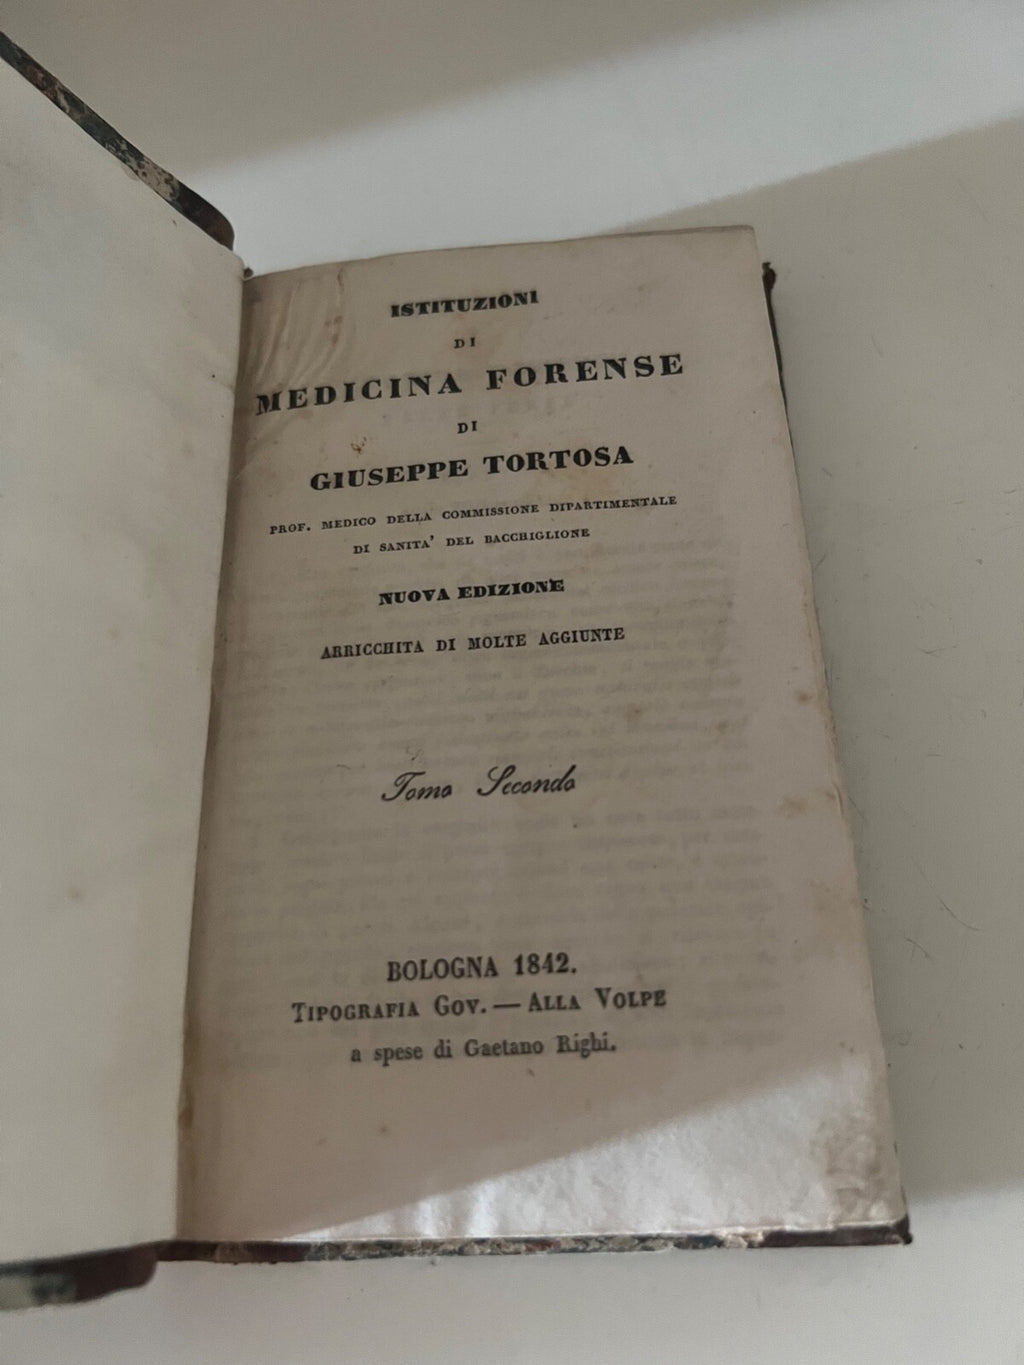 ISTITUZIONI
DI
MEDICINA FORENSE
DI
GIUSEPPE TORTOSA
PROF. MEDICO DELLA COMMISSIONE DIPARTIMENTALE
DI SANITA' DEL BACCHIGLIONE
NUOVA EDIZIONE
ARRICCHITA DI MOLTE AGGIUNTE
Tomo Secondo
BOLOGNA 1842.
TIPOGRAFIA GOV. — ALLA VOLPE
a spese di Gaetano Righi.